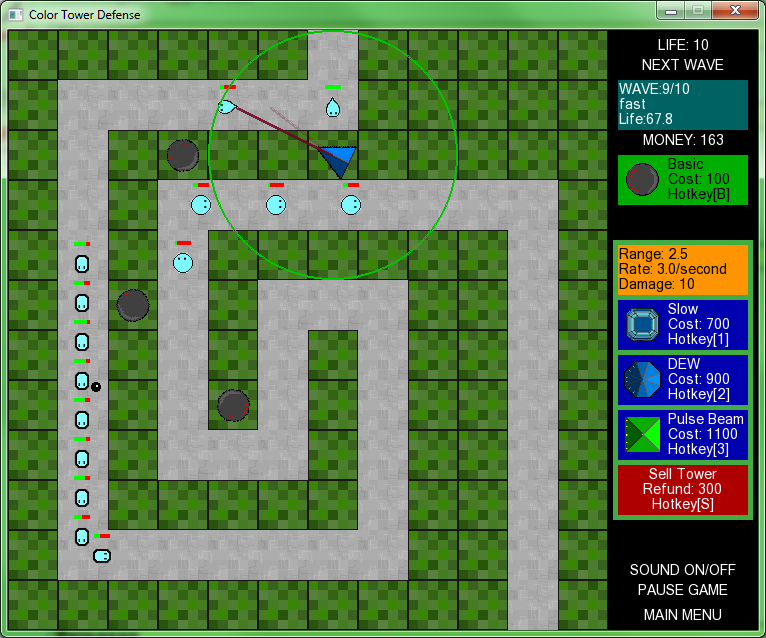 Color Tower Defense
LIFE: 10
NEXT WAVE
WAVE:9/10
fast
Life:67.8
MONEY: 163
Basic
Cost: 100
Hotkey[B]
Range: 2.5
Rate: 3.0/second
Damage: 10
Slow
Cost: 700
Hotkey[1]
DEW
Cost: 900
Hotkey[2]
Pulse Beam
Cost: 1100
Hotkey[3]
Sell Tower
Refund: 300
Hotkey[S]
SOUND ON/OFF
PAUSE GAME
MAIN MENU